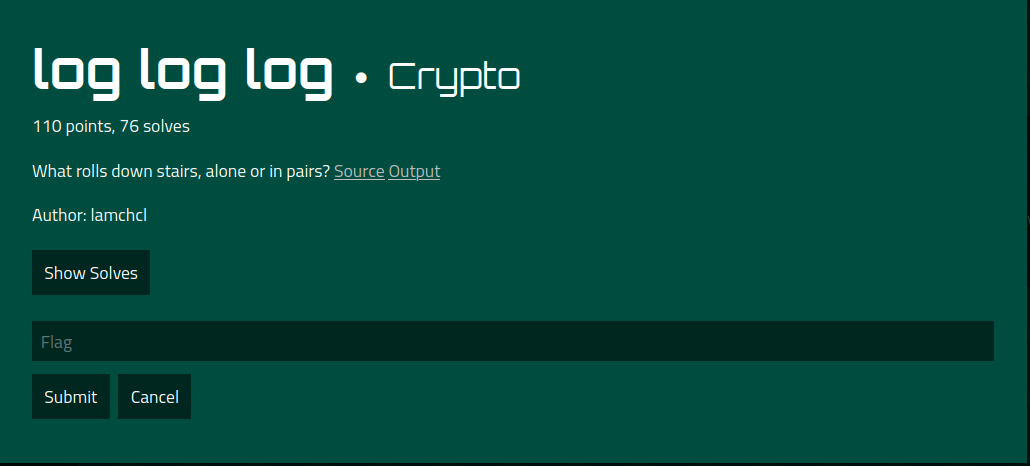 log log log • Crypto
110 points, 76 solves
What rolls down stairs, alone or in pairs? Source Output
Author: lamchcl
Show Solves
Flag
Submit Cancel